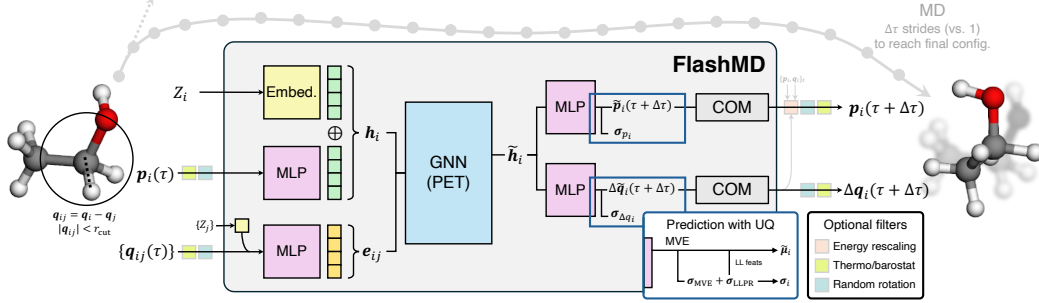 MD
Δτ strides (vs. 1)
to reach final config.
FlashMD
Z_i
Embed.
⊕
h_i
p_i(τ)
MLP
{Z_j}
{q_ij(τ)}
MLP
e_ij
q_ij = q_i − q_j
|q_ij| < r_cut
GNN
(PET)
h̃_i
MLP
p̃_i(τ + Δτ)
σ_{p_i}
COM
{p_i, q_i}_τ
p_i(τ + Δτ)
MLP
Δq̃_i(τ + Δτ)
σ_{Δq_i}
COM
Δq_i(τ + Δτ)
Prediction with UQ
MVE
μ̃_i
LL feats
σ_MVE + σ_LLPR
σ_i
Optional filters
Energy rescaling
Thermo/barostat
Random rotation